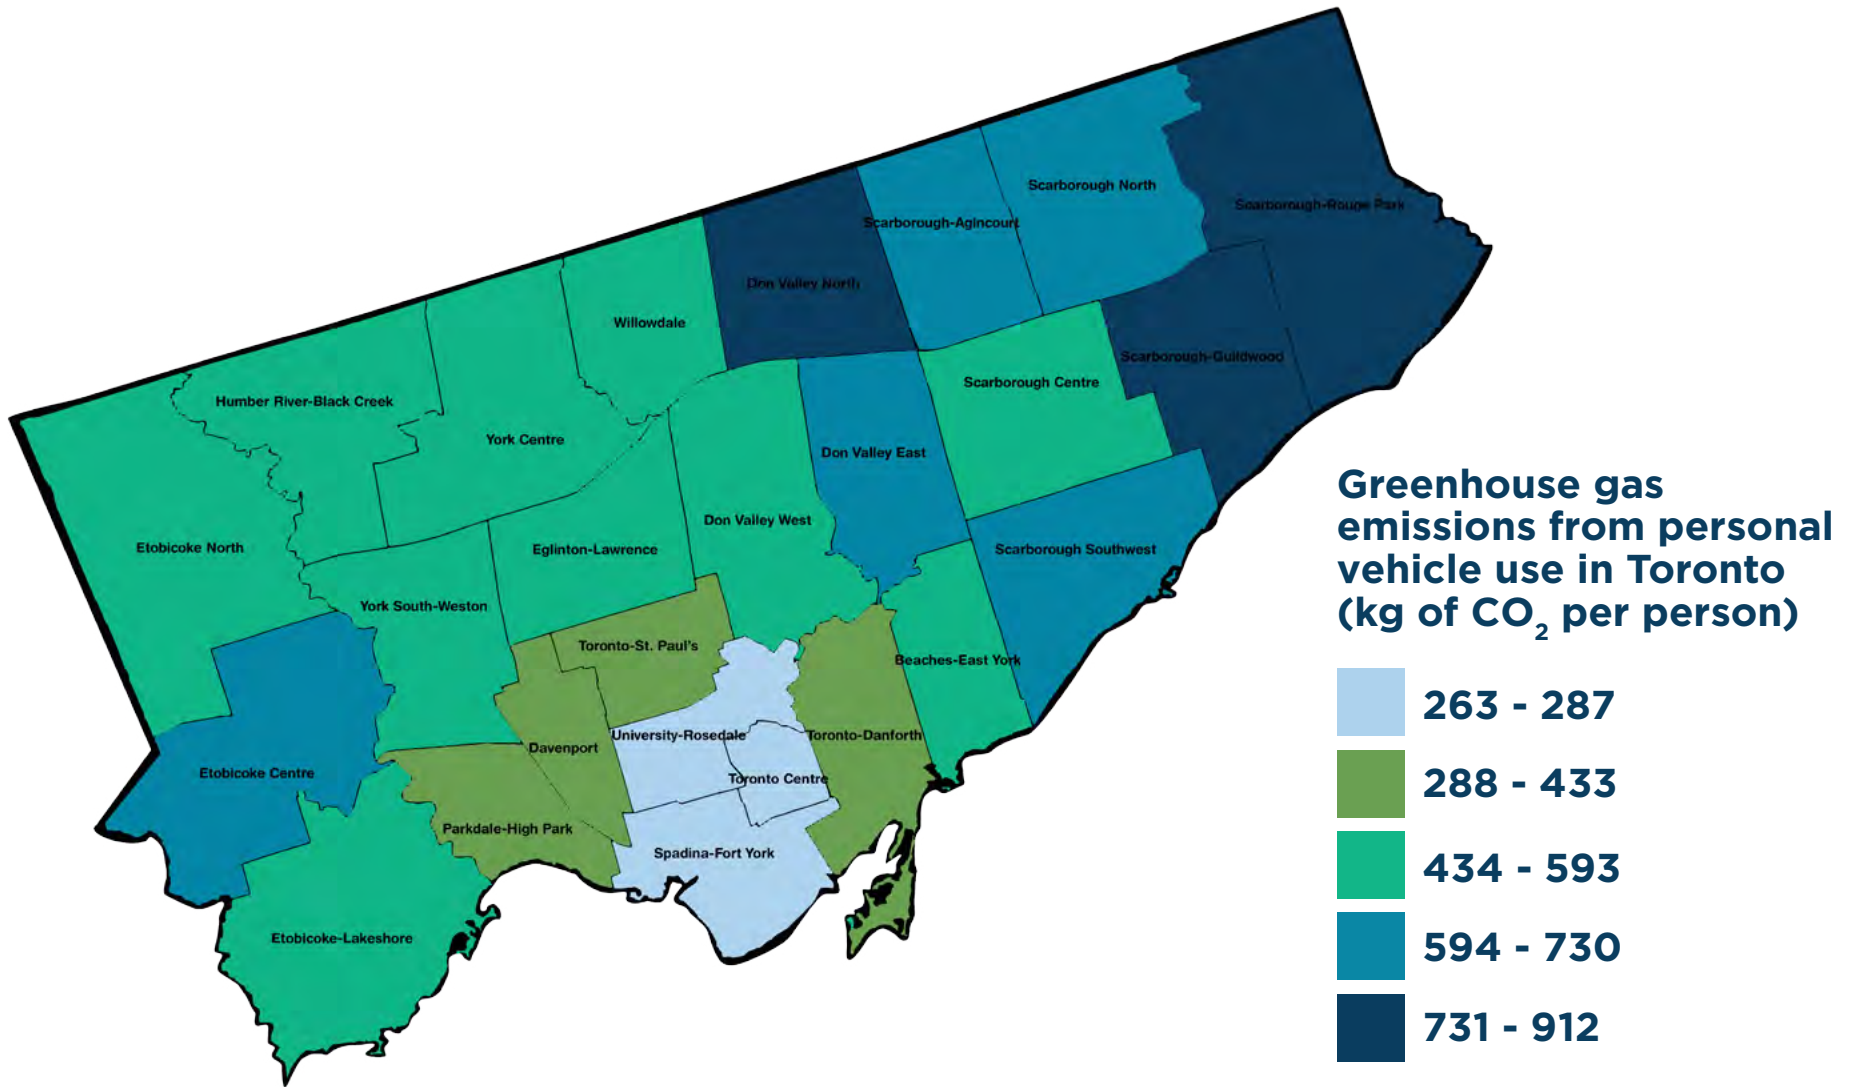 Scarborough North
Scarborough-Rouge Park
Scarborough-Agincourt
Don Valley North
Willowdale
Scarborough-Guildwood
Scarborough Centre
Humber River-Black Creek
York Centre
Don Valley East
Don Valley West
Etobicoke North
Eglinton-Lawrence
Scarborough Southwest
York South-Weston
Toronto-St. Paul's
Beaches-East York
University-Rosedale
Toronto-Danforth
Davenport
Etobicoke Centre
Toronto Centre
Parkdale-High Park
Spadina-Fort York
Etobicoke-Lakeshore
Greenhouse gas
emissions from personal
vehicle use in Toronto
(kg of CO₂ per person)
263 - 287
288 - 433
434 - 593
594 - 730
731 - 912